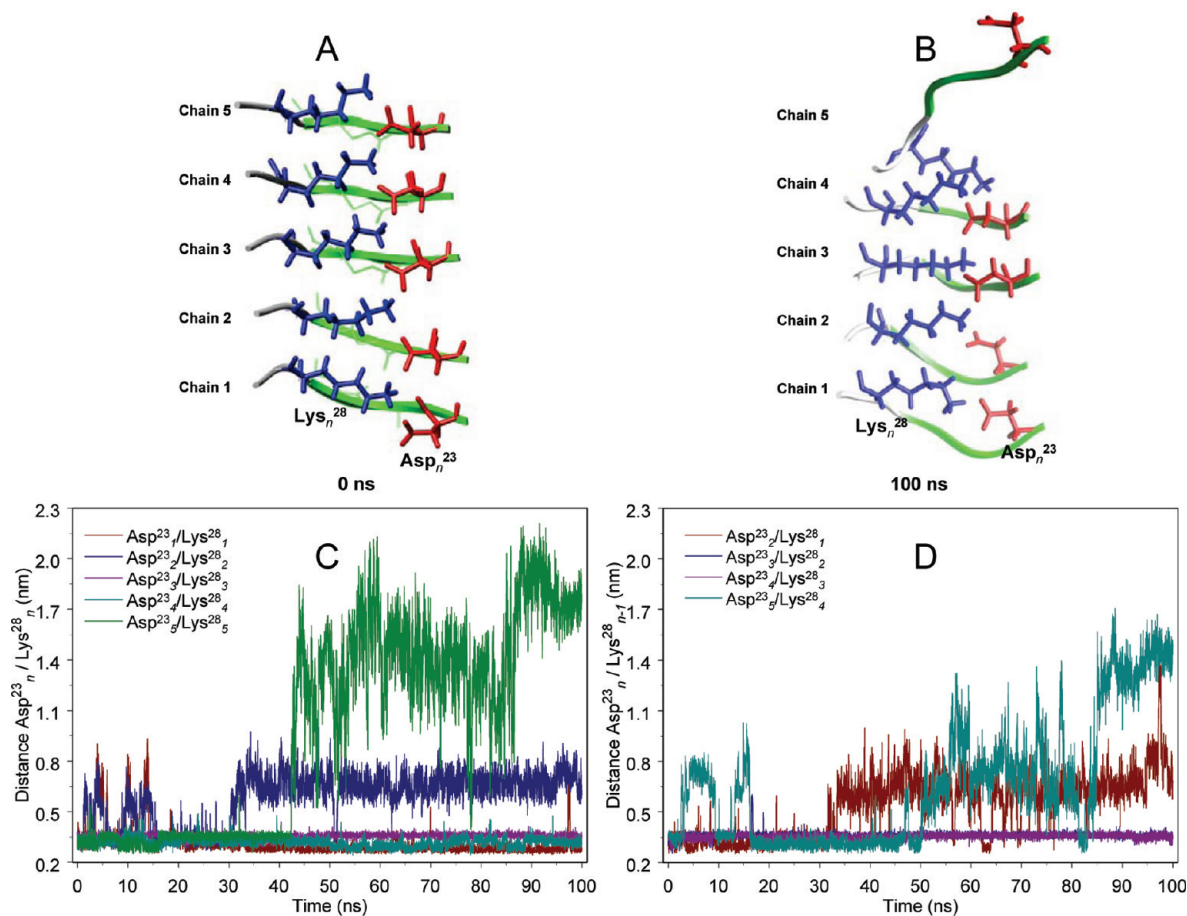 A
Chain 5
Chain 4
Chain 3
Chain 2
Chain 1
Lysₙ²⁸
Aspₙ²³
0 ns
B
Chain 5
Chain 4
Chain 3
Chain 2
Chain 1
Lysₙ²⁸
Aspₙ²³
100 ns
C
Distance Asp²³ₙ / Lys²⁸ₙ (nm)
2.3
2.0
1.7
1.4
1.1
0.8
0.5
0.2
Asp²³₁/Lys²⁸₁
Asp²³₂/Lys²⁸₂
Asp²³₃/Lys²⁸₃
Asp²³₄/Lys²⁸₄
Asp²³₅/Lys²⁸₅
0 10 20 30 40 50 60 70 80 90 100
Time (ns)
D
Distance Asp²³ₙ / Lys²⁸ₙ₋₁ (nm)
2.3
2.0
1.7
1.4
1.1
0.8
0.5
0.2
Asp²³₂/Lys²⁸₁
Asp²³₃/Lys²⁸₂
Asp²³₄/Lys²⁸₃
Asp²³₅/Lys²⁸₄
0 10 20 30 40 50 60 70 80 90 100
Time (ns)